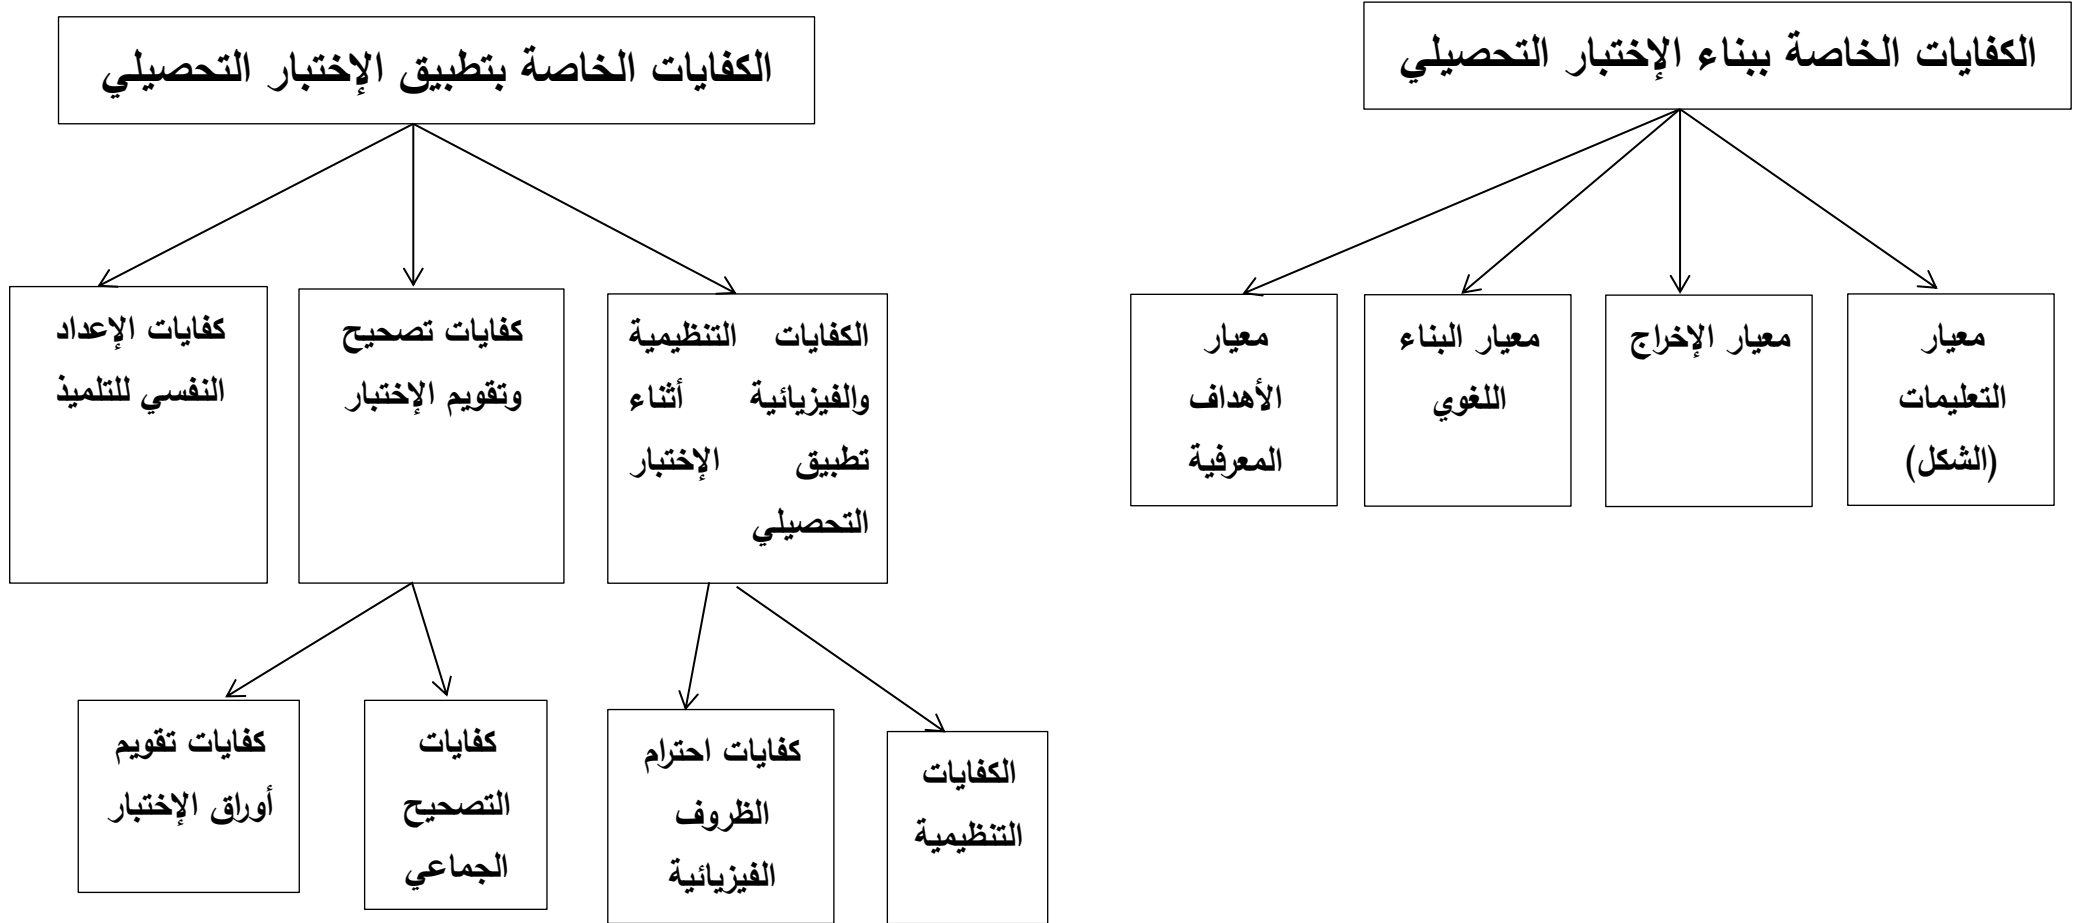 الكفايات الخاصة ببناء الإختبار التحصيلي
معيار
التعليمات
(الشكل)
معيار الإخراج
معيار البناء
اللغوي
معيار
الأهداف
المعرفية
الكفايات الخاصة بتطبيق الإختبار التحصيلي
الكفايات التنظيمية
والفيزيائية أثناء
تطبيق الإختبار
التحصيلي
كفايات تصحيح
وتقويم الإختبار
كفايات الإعداد
النفسي للتلميذ
الكفايات
التنظيمية
كفايات احترام
الظروف
الفيزيائية
كفايات
التصحيح
الجماعي
كفايات تقويم
أوراق الإختبار